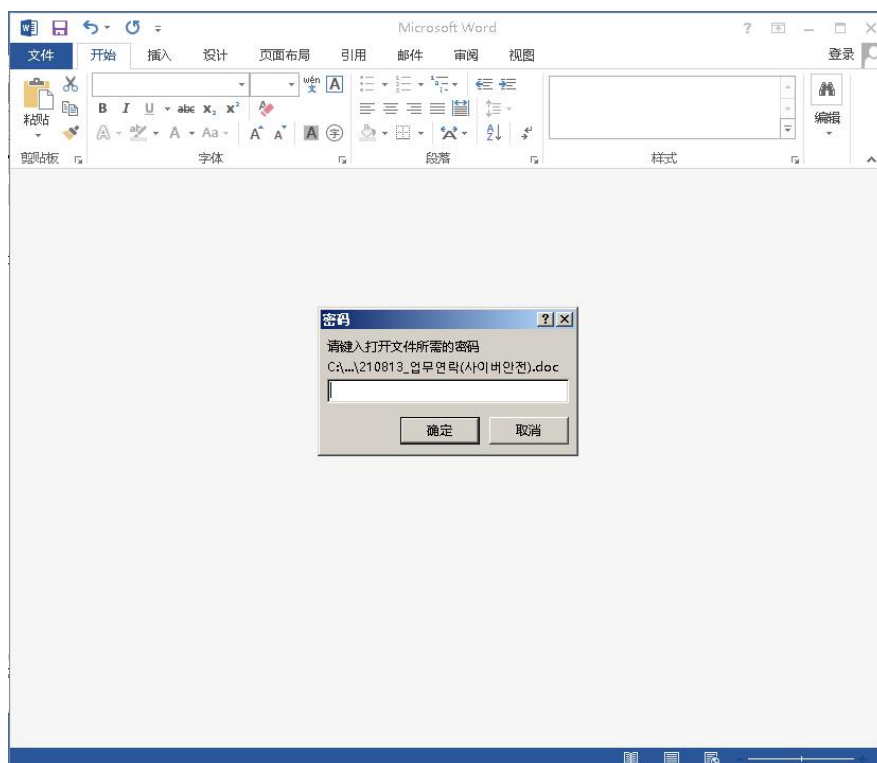 Microsoft Word
文件 开始 插入 设计 页面布局 引用 邮件 审阅 视图 登录
wén
文 A
B I U abc X₂ X²
粘贴
A aby A Aa A A A 字
编辑
剪贴板 字体 段落 样式
密码
请键入打开文件所需的密码
C:\...\210813_업무연락(사이버안전).doc
确定 取消